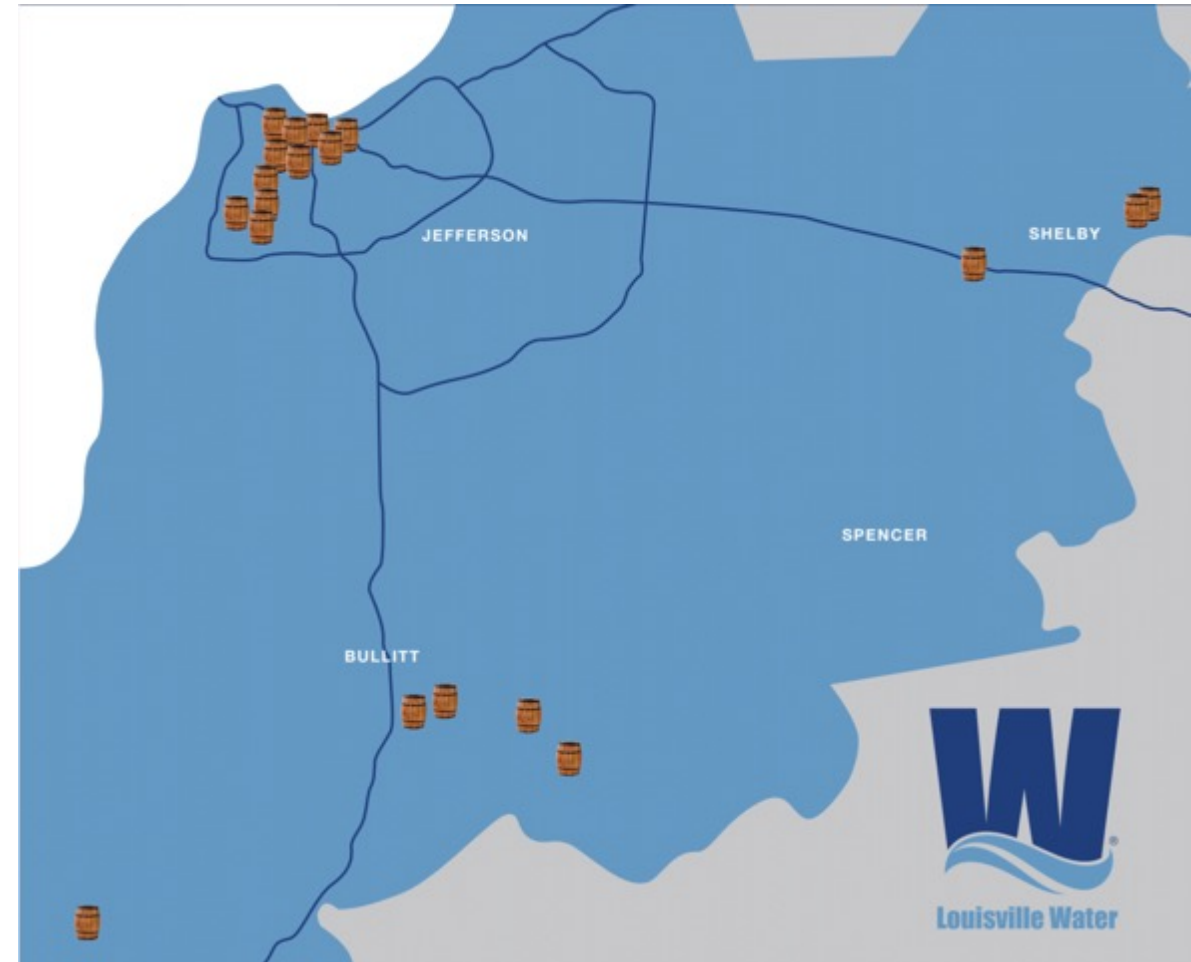 JEFFERSON
SHELBY
SPENCER
BULLITT
W®
Louisville Water